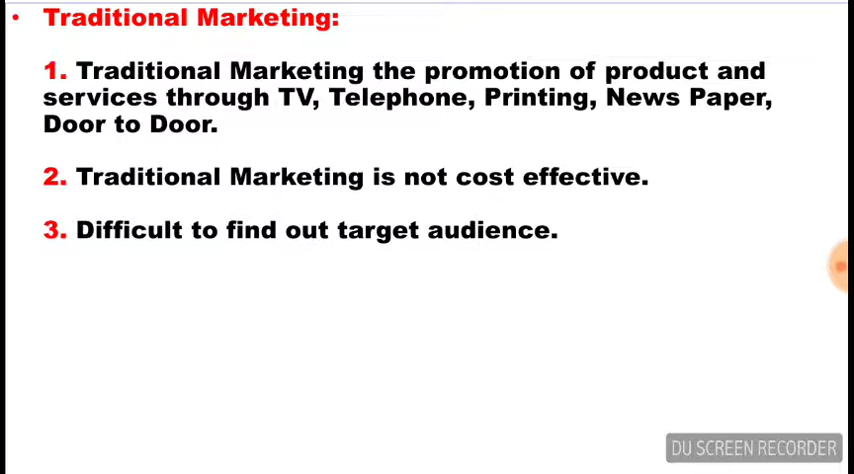 • Traditional Marketing:
1. Traditional Marketing the promotion of product and
services through TV, Telephone, Printing, News Paper,
Door to Door.
2. Traditional Marketing is not cost effective.
3. Difficult to find out target audience.
DU SCREEN RECORDER